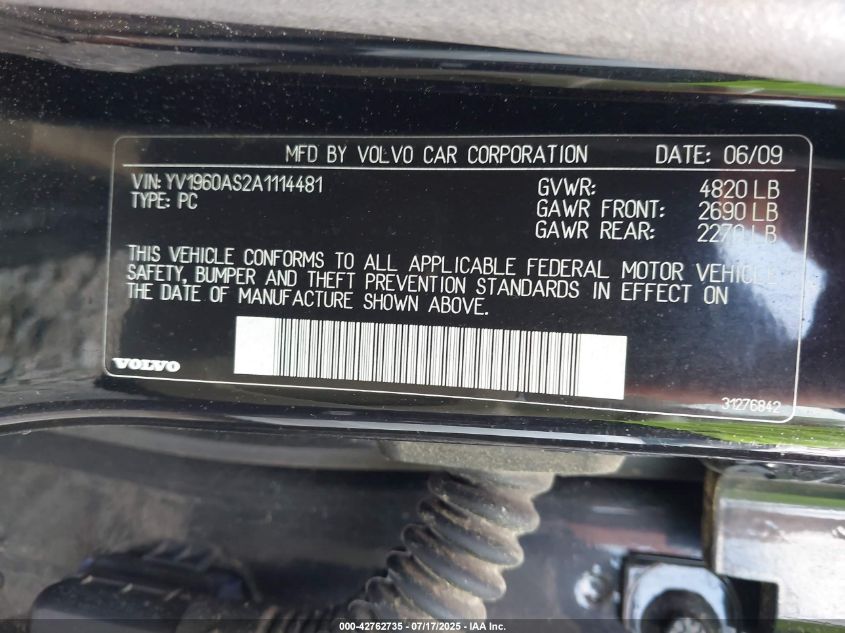 MFD BY VOLVO CAR CORPORATION DATE: 06/09
VIN: YV1960AS2A1114481 GVWR: 4820 LB
TYPE: PC GAWR FRONT: 2690 LB
GAWR REAR: 2270 LB
THIS VEHICLE CONFORMS TO ALL APPLICABLE FEDERAL MOTOR VEHICLE
SAFETY, BUMPER AND THEFT PREVENTION STANDARDS IN EFFECT ON
THE DATE OF MANUFACTURE SHOWN ABOVE.
VOLVO
31276842
000-42762735 - 07/17/2025 - IAA Inc.